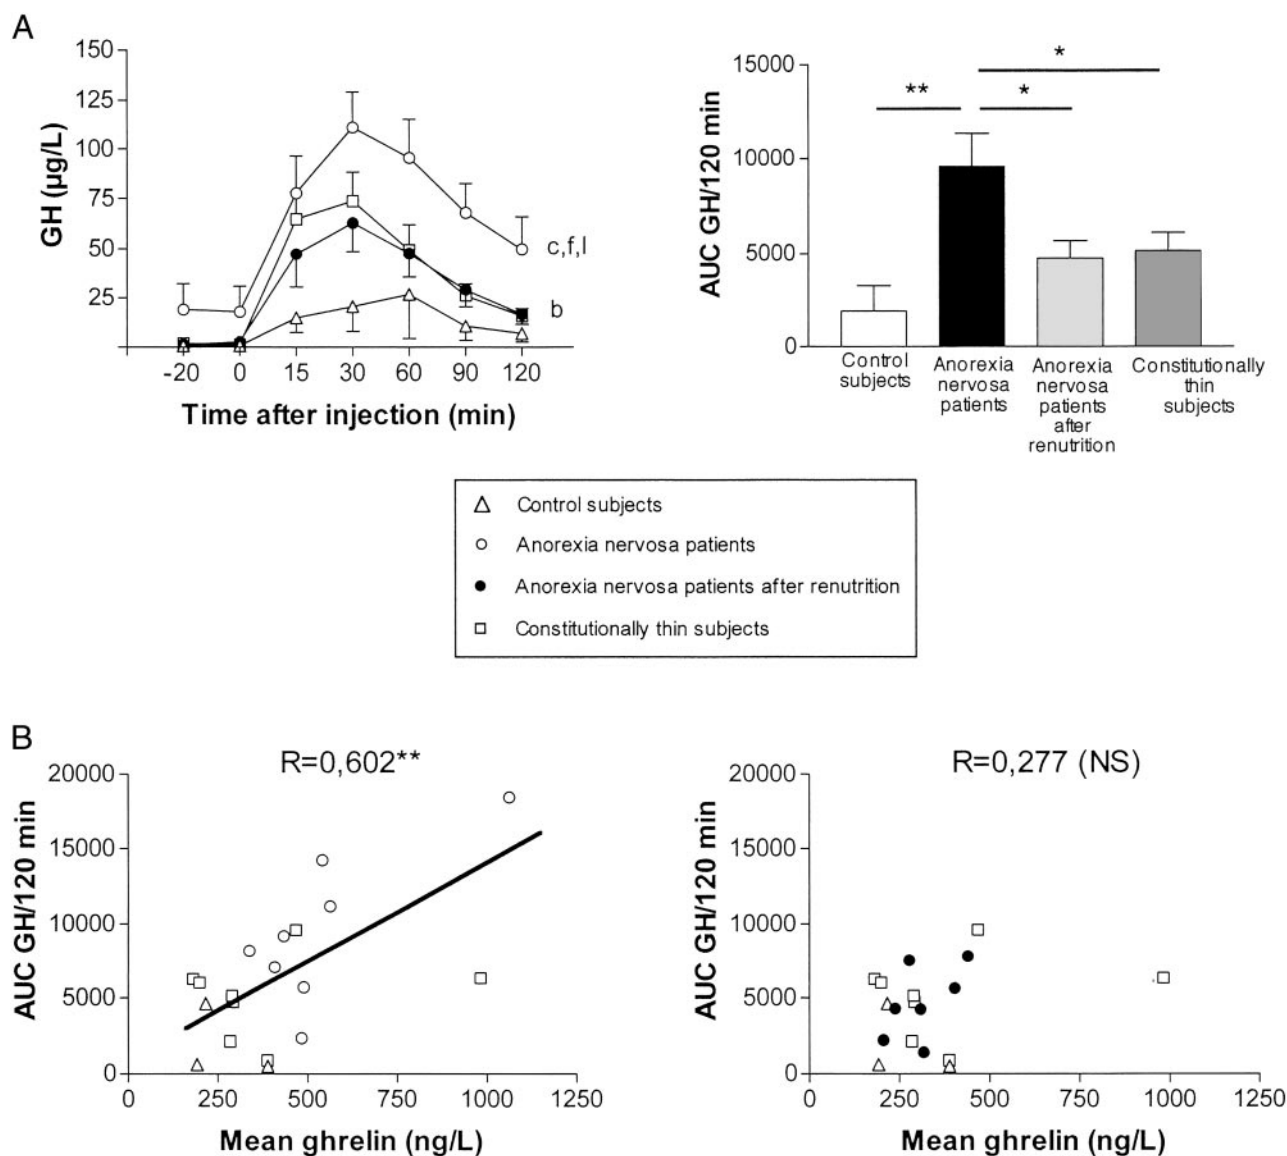 A
150
125
100
75
50
25
GH (µg/L)
c,f,l
b
-20 0 15 30 60 90 120
Time after injection (min)
15000
10000
5000
0
AUC GH/120 min
**
*
*
Control
subjects
Anorexia
nervosa
patients
Anorexia
nervosa
patients
after
renutrition
Constitutionally
thin
subjects
Control subjects
Anorexia nervosa patients
Anorexia nervosa patients after renutrition
Constitutionally thin subjects
B
R=0,602**
20000
15000
10000
5000
0
AUC GH/120 min
0 250 500 750 1000 1250
Mean ghrelin (ng/L)
R=0,277 (NS)
20000
15000
10000
5000
0
AUC GH/120 min
0 250 500 750 1000 1250
Mean ghrelin (ng/L)